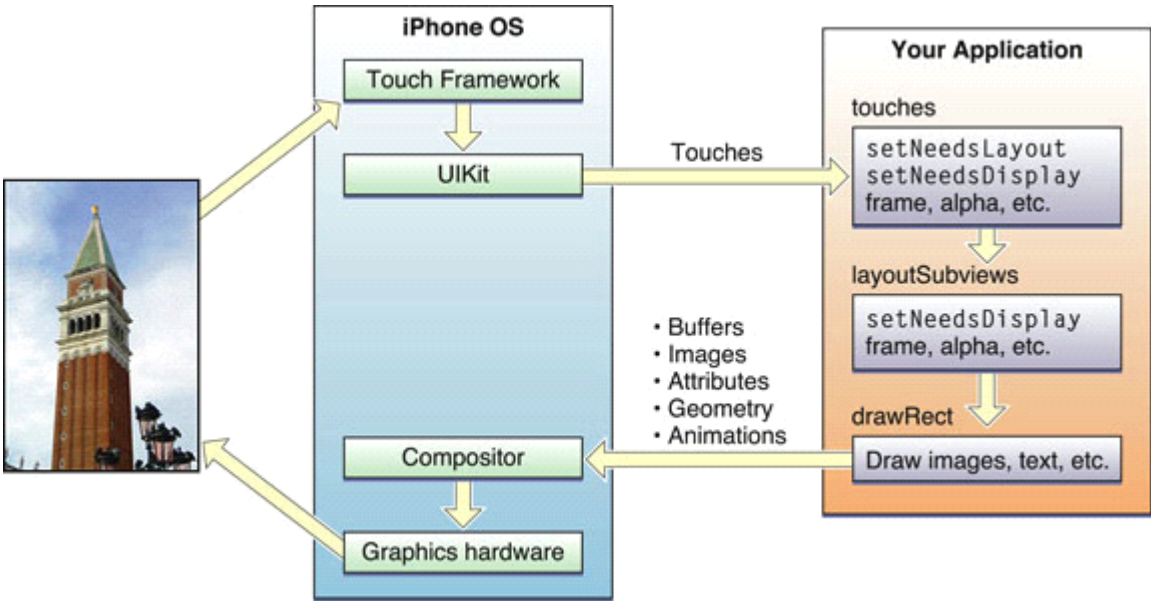 iPhone OS
Touch Framework
UIKit
Compositor
Graphics hardware
Touches
• Buffers
• Images
• Attributes
• Geometry
• Animations
Your Application
touches
setNeedsLayout
setNeedsDisplay
frame, alpha, etc.
layoutSubviews
setNeedsDisplay
frame, alpha, etc.
drawRect
Draw images, text, etc.